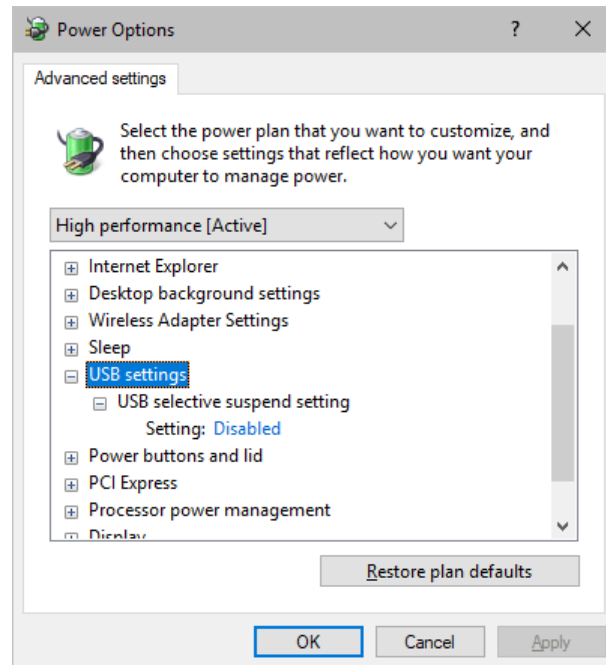 Power Options
?
Advanced settings
Select the power plan that you want to customize, and
then choose settings that reflect how you want your
computer to manage power.
High performance [Active]
Internet Explorer
Desktop background settings
Wireless Adapter Settings
Sleep
USB settings
USB selective suspend setting
Setting: Disabled
Power buttons and lid
PCI Express
Processor power management
Display
Restore plan defaults
OK Cancel Apply